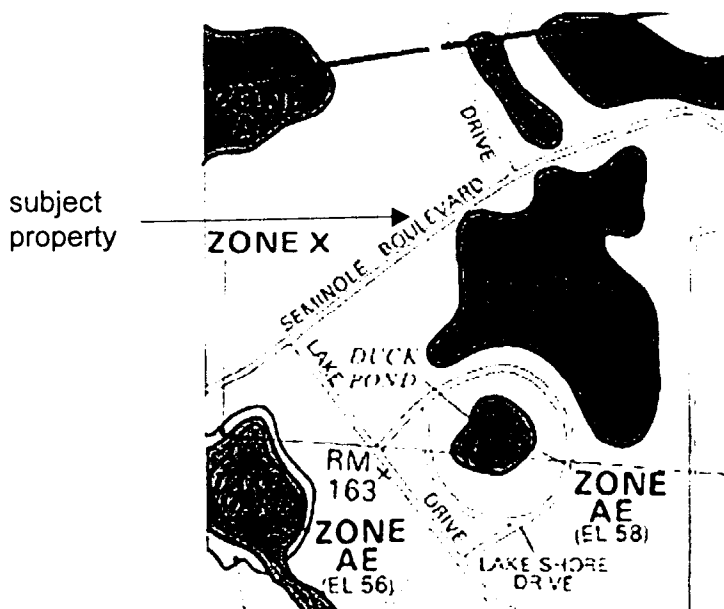 DRIVE
subject
property
ZONE X
SEMINOLE BOULEVARD
LAKE
DUCK
POND
RM
163
DRIVE
ZONE
AE
(EL 58)
ZONE
AE
(EL 56)
LAKE SHORE
DRIVE